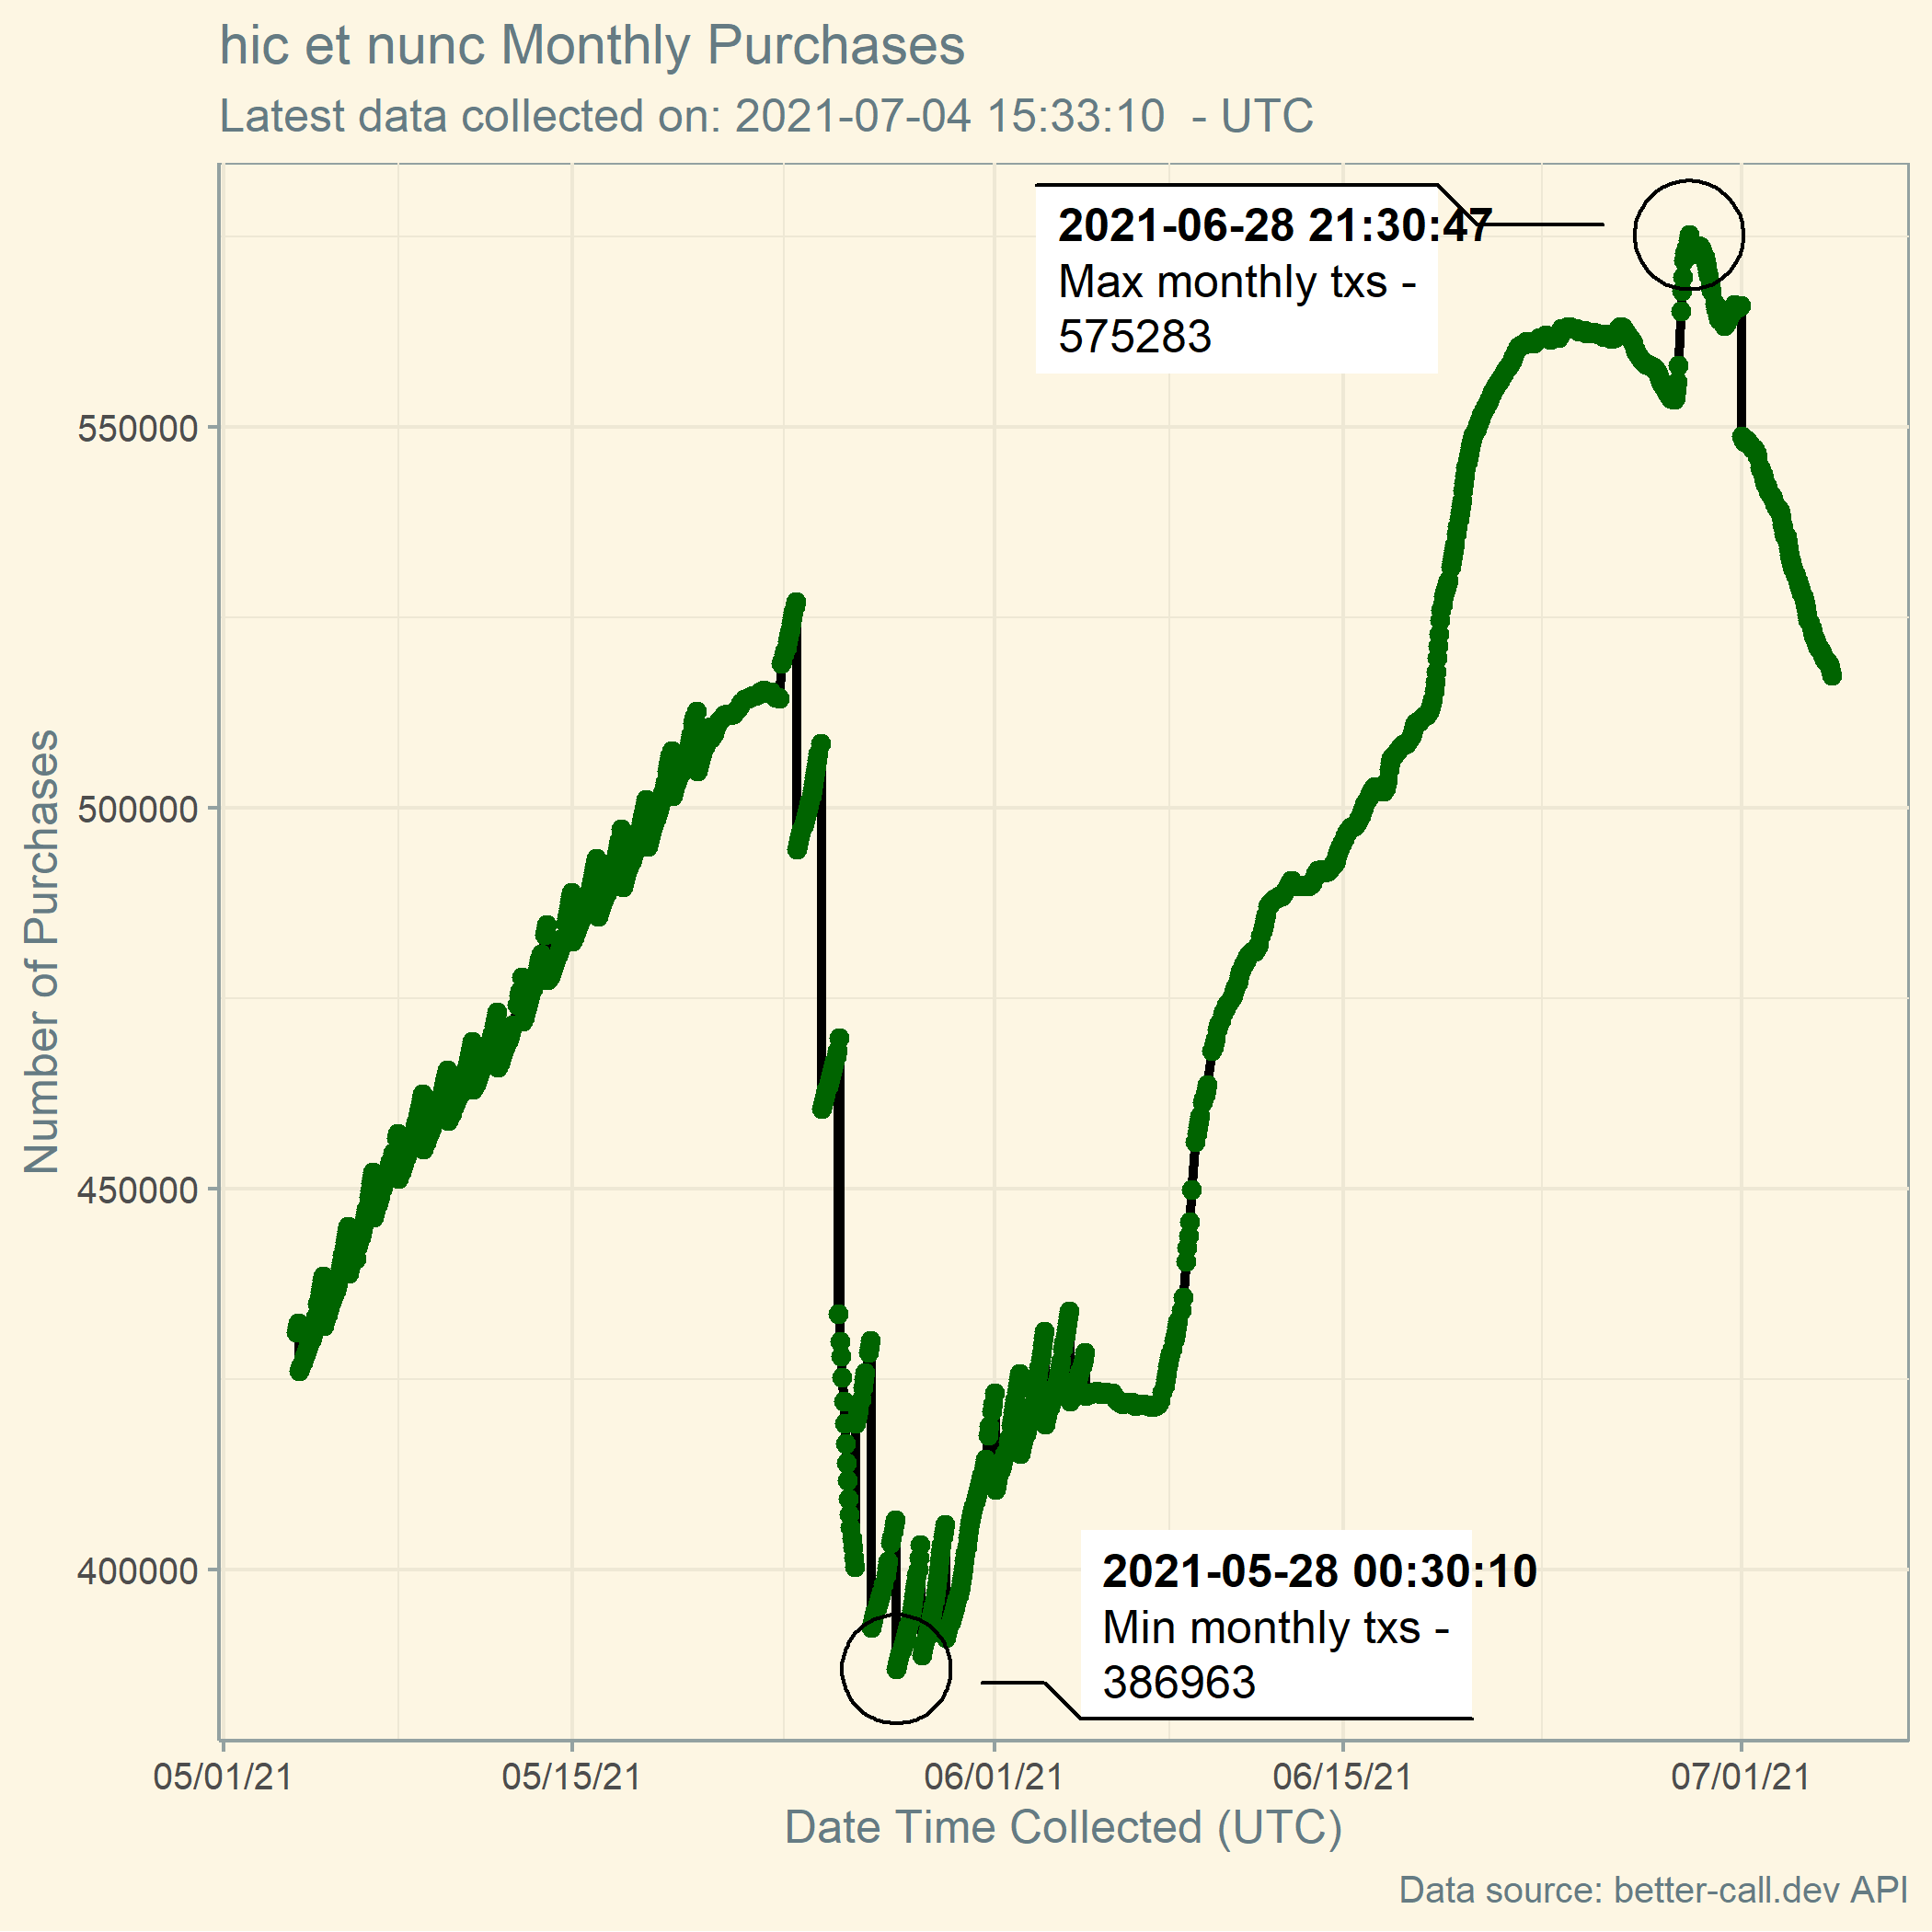 hic et nunc Monthly Purchases
Latest data collected on: 2021-07-04 15:33:10  - UTC
2021-06-28 21:30:47
Max monthly txs -
575283
550000
500000
450000
400000
Number of Purchases
2021-05-28 00:30:10
Min monthly txs -
386963
05/01/21 05/15/21 06/01/21 06/15/21 07/01/21
Date Time Collected (UTC)
Data source: better-call.dev API